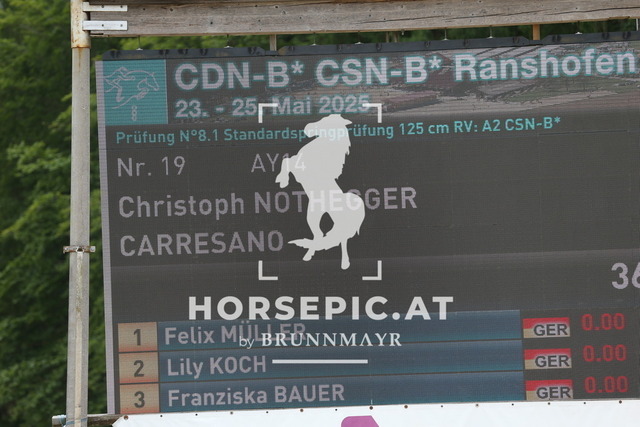 CDN-B* CSN-B* Ranshofen
23. - 25. Mai 2025
Prüfung N°8.1 Standardspringprüfung 125 cm RV: A2 CSN-B*
Nr. 19 AY14
Christoph NOTHEGGER
CARRESANO
36
HORSEPIC.AT
by BRUNNMAYR
1 Felix MÜLLER GER 0.00
2 Lily KOCH GER 0.00
3 Franziska BAUER GER 0.00